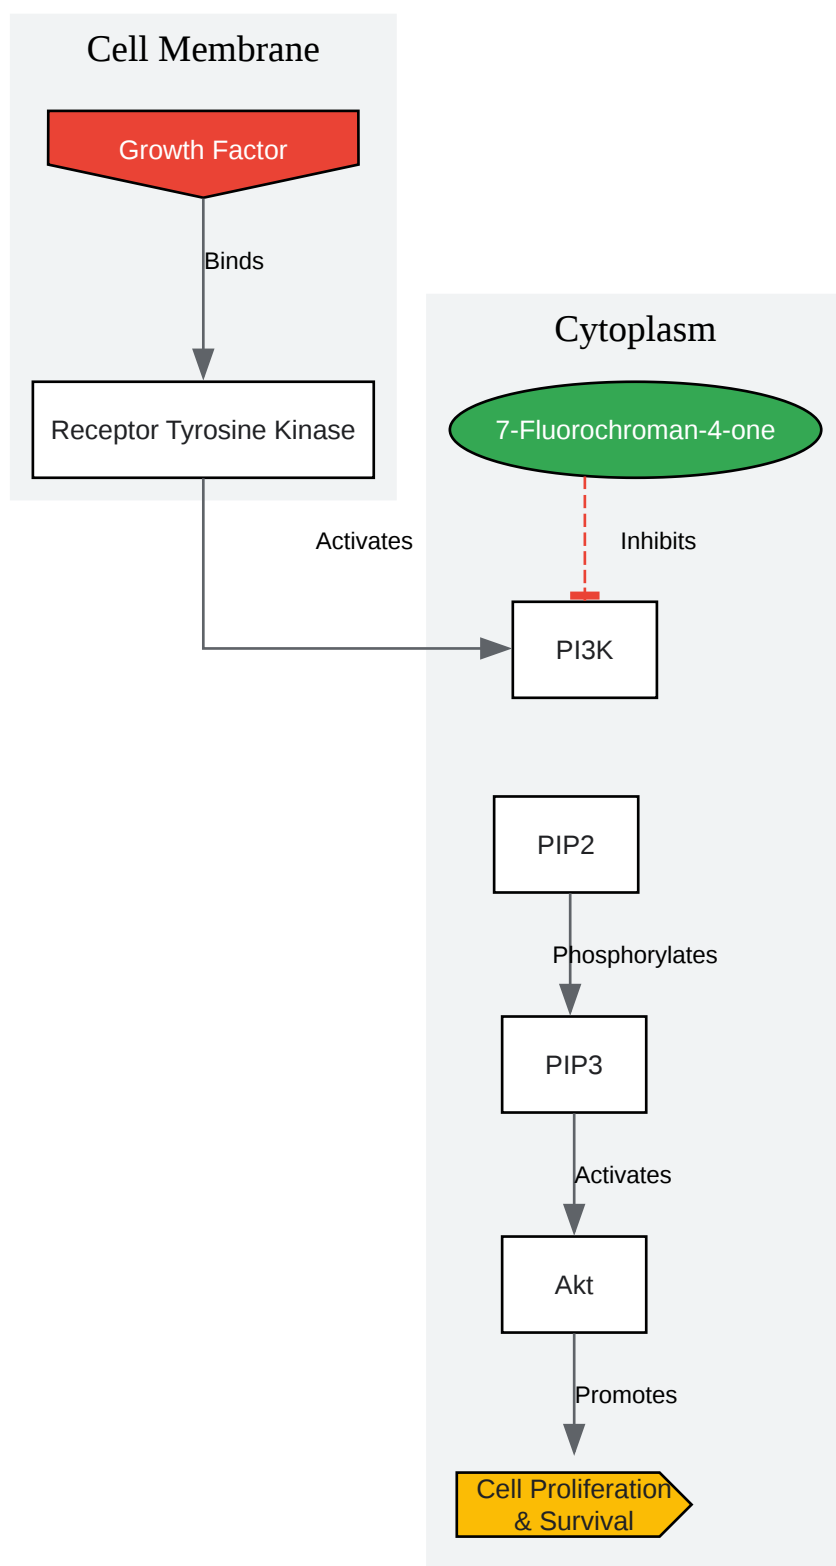 Cell Membrane
Growth Factor
Binds
Receptor Tyrosine Kinase
Cytoplasm
7-Fluorochroman-4-one
Activates
Inhibits
PI3K
PIP2
Phosphorylates
PIP3
Activates
Akt
Promotes
Cell Proliferation
& Survival